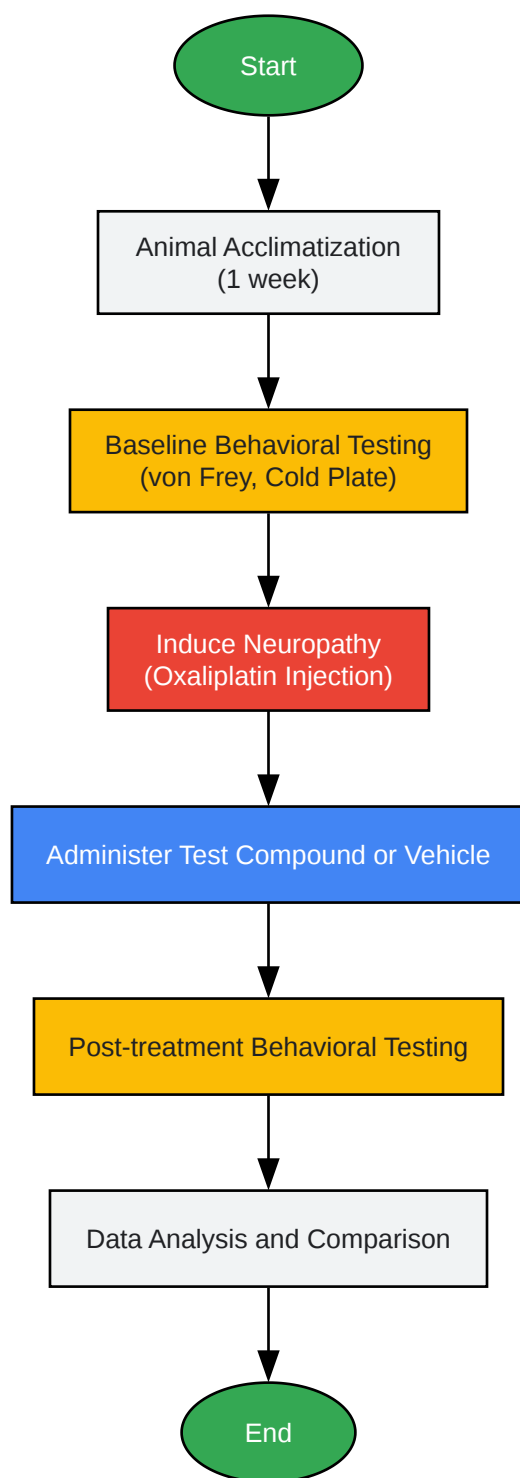 Start
Animal Acclimatization
(1 week)
Baseline Behavioral Testing
(von Frey, Cold Plate)
Induce Neuropathy
(Oxaliplatin Injection)
Administer Test Compound or Vehicle
Post-treatment Behavioral Testing
Data Analysis and Comparison
End